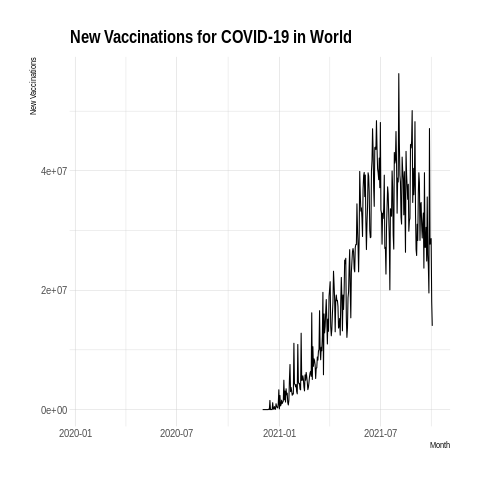 New Vaccinations for COVID-19 in World
New Vaccinations
4e+07
2e+07
0e+00
2020-01 2020-07 2021-01 2021-07
Month